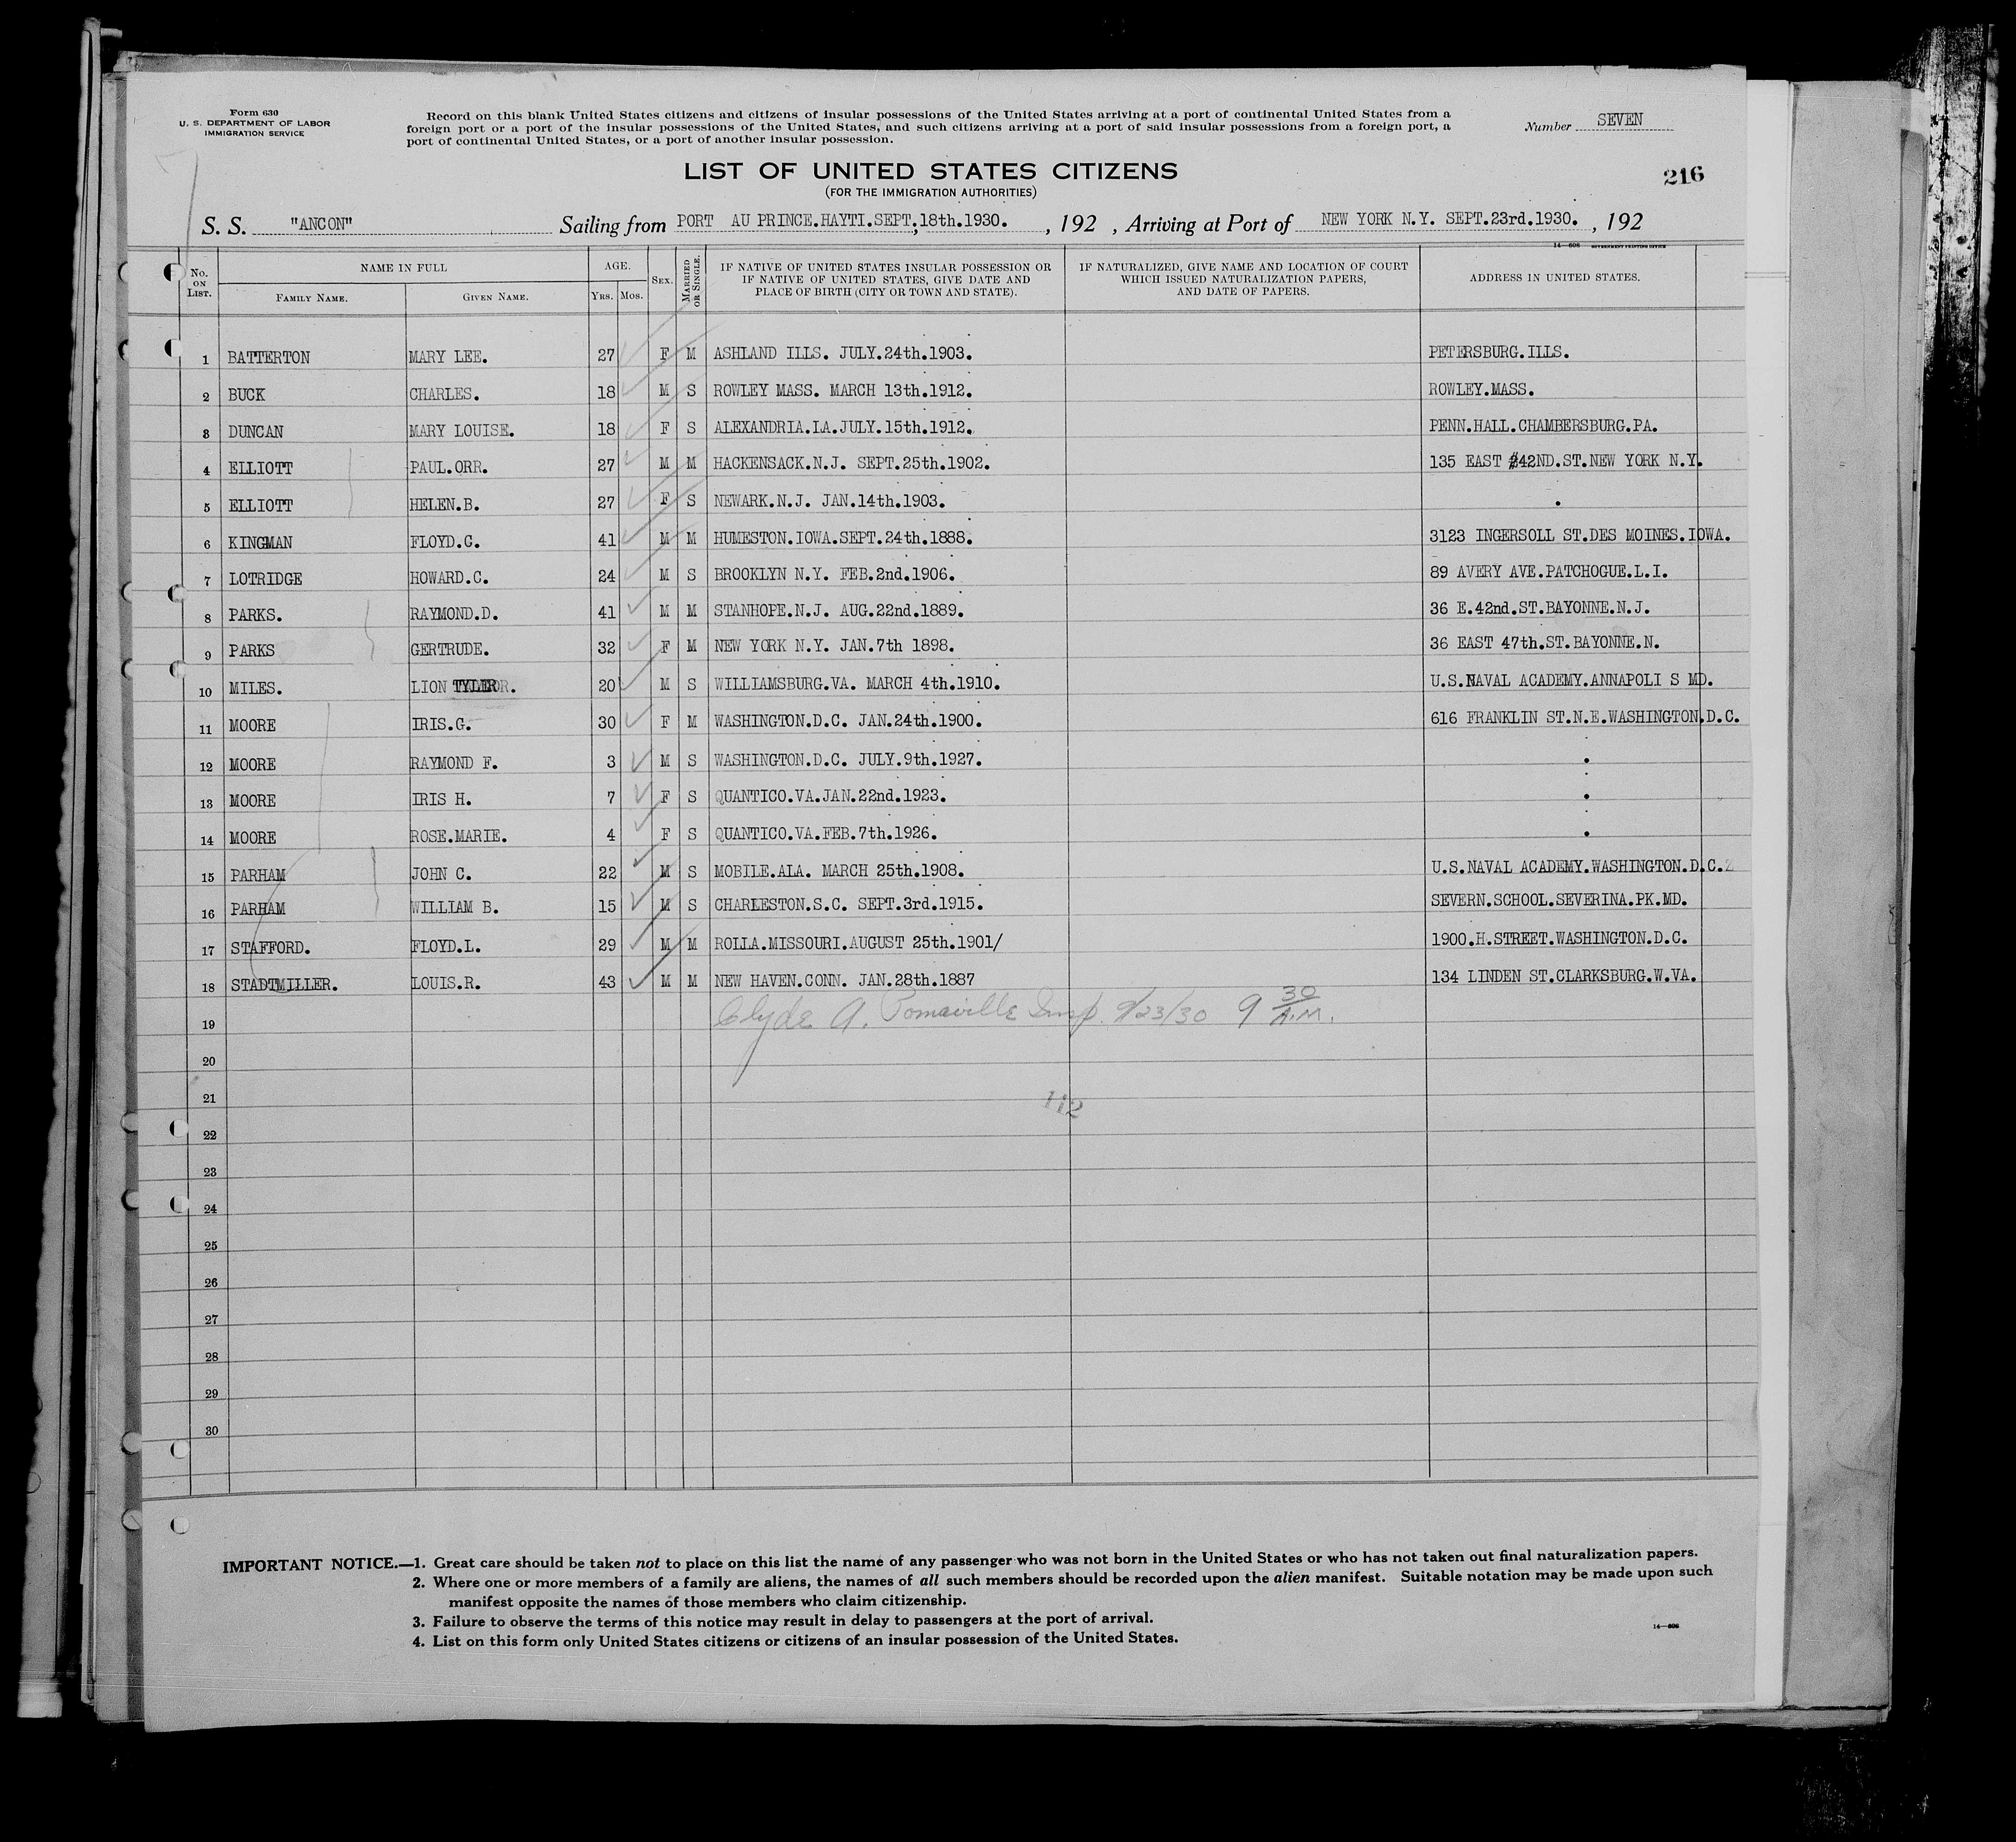 Form 630
U. S. DEPARTMENT OF LABOR
IMMIGRATION SERVICE
Record on this blank United States citizens and citizens of insular possessions of the United States arriving at a port of continental United States from a
foreign port or a port of the insular possessions of the United States, and such citizens arriving at a port of said insular possessions from a foreign port, a
port of continental United States, or a port of another insular possession.
Number SEVEN
LIST OF UNITED STATES CITIZENS
(FOR THE IMMIGRATION AUTHORITIES)
216
S. S. "ANCON" Sailing from PORT AU PRINCE.HAYTI.SEPT,18th.1930. , 192 , Arriving at Port of NEW YORK N.Y. SEPT.23rd.1930. , 192
14—606 GOVERNMENT PRINTING OFFICE
No. ON LIST. NAME IN FULL FAMILY NAME. GIVEN NAME. AGE. YRS. MOS. SEX. MARRIED OR SINGLE. IF NATIVE OF UNITED STATES INSULAR POSSESSION OR IF NATIVE OF UNITED STATES, GIVE DATE AND PLACE OF BIRTH (CITY OR TOWN AND STATE). IF NATURALIZED, GIVE NAME AND LOCATION OF COURT WHICH ISSUED NATURALIZATION PAPERS, AND DATE OF PAPERS. ADDRESS IN UNITED STATES.
1 BATTERTON MARY LEE. 27 F M ASHLAND ILLS. JULY.24th.1903. PETERSBURG.ILLS.
2 BUCK CHARLES. 18 M S ROWLEY MASS. MARCH 13th.1912. ROWLEY.MASS.
3 DUNCAN MARY LOUISE. 18 F S ALEXANDRIA.LA.JULY.15th.1912. PENN.HALL.CHAMBERSBURG.PA.
4 ELLIOTT PAUL.ORR. 27 M M HACKENSACK.N.J. SEPT.25th.1902. 135 EAST 42ND.ST.NEW YORK N.Y.
5 ELLIOTT HELEN.B. 27 F S NEWARK.N.J. JAN.14th.1903.
6 KINGMAN FLOYD.C. 41 M M HUMESTON.IOWA.SEPT.24th.1888. 3123 INGERSOLL ST.DES MOINES.IOWA.
7 LOTRIDGE HOWARD.C. 24 M S BROOKLYN N.Y. FEB.2nd.1906. 89 AVERY AVE.PATCHOGUE.L.I.
8 PARKS. RAYMOND.D. 41 M M STANHOPE.N.J. AUG.22nd.1889. 36 E.42nd.ST.BAYONNE.N.J.
9 PARKS GERTRUDE. 32 F M NEW YORK N.Y. JAN.7th 1898. 36 EAST 47th.ST.BAYONNE.N.
10 MILES. LION TYLER. 20 M S WILLIAMSBURG.VA. MARCH 4th.1910. U.S.NAVAL ACADEMY.ANNAPOLI S MD.
11 MOORE IRIS.G. 30 F M WASHINGTON.D.C. JAN.24th.1900. 616 FRANKLIN ST.N.E.WASHINGTON.D.C.
12 MOORE RAYMOND F. 3 M S WASHINGTON.D.C. JULY.9th.1927.
13 MOORE IRIS H. 7 F S QUANTICO.VA.JAN.22nd.1923.
14 MOORE ROSE.MARIE. 4 F S QUANTICO.VA.FEB.7th.1926.
15 PARHAM JOHN C. 22 M S MOBILE.ALA. MARCH 25th.1908. U.S.NAVAL ACADEMY.WASHINGTON.D.C.
16 PARHAM WILLIAM B. 15 M S CHARLESTON.S.C. SEPT.3rd.1915. SEVERN.SCHOOL.SEVERINA.PK.MD.
17 STAFFORD. FLOYD.L. 29 M M ROLLA.MISSOURI.AUGUST 25th.1901/ 1900.H.STREET.WASHINGTON.D.C.
18 STADTMILLER. LOUIS.R. 43 M M NEW HAVEN.CONN. JAN.28th.1887 134 LINDEN ST.CLARKSBURG.W.VA.
19 Clyde A. Pomaville Insp. 9/23/30 9 30 A.M.
20
21 112
22
23
24
25
26
27
28
29
30
IMPORTANT NOTICE.—1. Great care should be taken not to place on this list the name of any passenger who was not born in the United States or who has not taken out final naturalization papers.
2. Where one or more members of a family are aliens, the names of all such members should be recorded upon the alien manifest. Suitable notation may be made upon such
manifest opposite the names of those members who claim citizenship.
3. Failure to observe the terms of this notice may result in delay to passengers at the port of arrival.
4. List on this form only United States citizens or citizens of an insular possession of the United States.
14—606